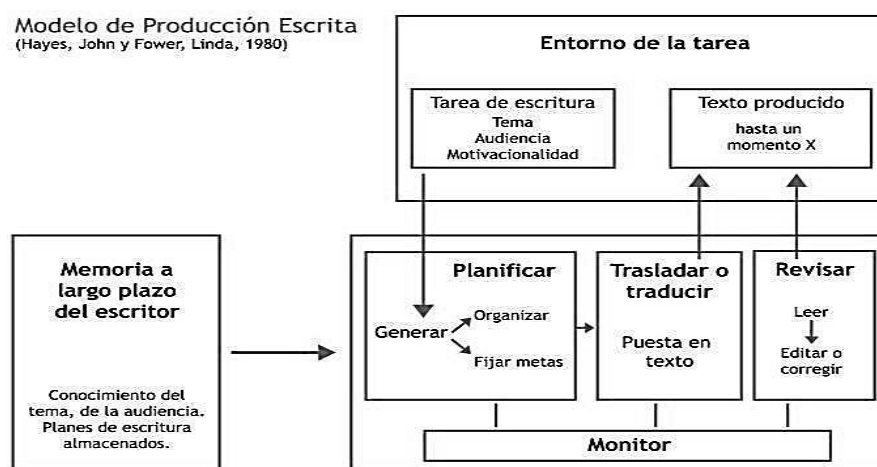 Modelo de Producción Escrita
(Hayes, John y Fower, Linda, 1980)
Entorno de la tarea
Tarea de escritura
Tema
Audiencia
Motivacionalidad
Texto producido
hasta un
momento X
Memoria a
largo plazo
del escritor
Conocimiento del
tema, de la audiencia.
Planes de escritura
almacenados.
Planificar
Generar
Organizar
Fijar metas
Trasladar o
traducir
Puesta en
texto
Revisar
Leer
Editar o
corregir
Monitor